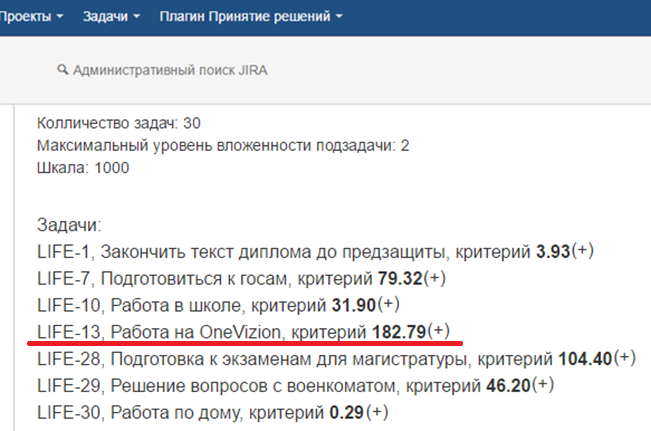 Проекты Задачи Плагин Принятие решений
Административный поиск JIRA
Колличество задач: 30
Максимальный уровень вложенности подзадачи: 2
Шкала: 1000
Задачи:
LIFE-1, Закончить текст диплома до предзащиты, критерий 3.93(+)
LIFE-7, Подготовиться к госам, критерий 79.32(+)
LIFE-10, Работа в школе, критерий 31.90(+)
LIFE-13, Работа на OneVizion, критерий 182.79(+)
LIFE-28, Подготовка к экзаменам для магистратуры, критерий 104.40(+)
LIFE-29, Решение вопросов с военкоматом, критерий 46.20(+)
LIFE-30, Работа по дому, критерий 0.29(+)